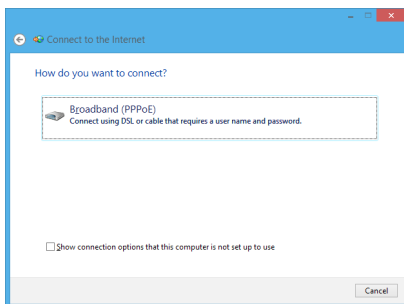 Connect to the Internet
How do you want to connect?
Broadband (PPPoE)
Connect using DSL or cable that requires a user name and password.
Show connection options that this computer is not set up to use
Cancel